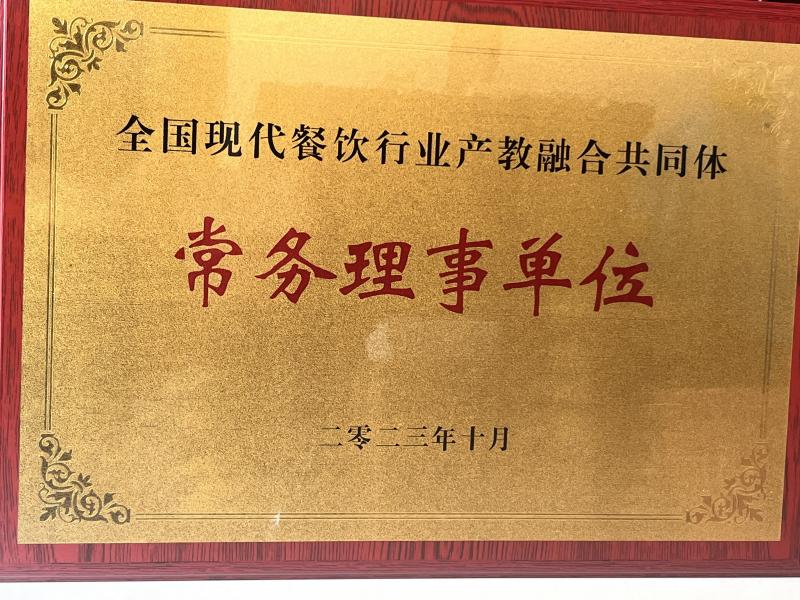 全国现代餐饮行业产教融合共同体
常务理事单位
二零二三年十月